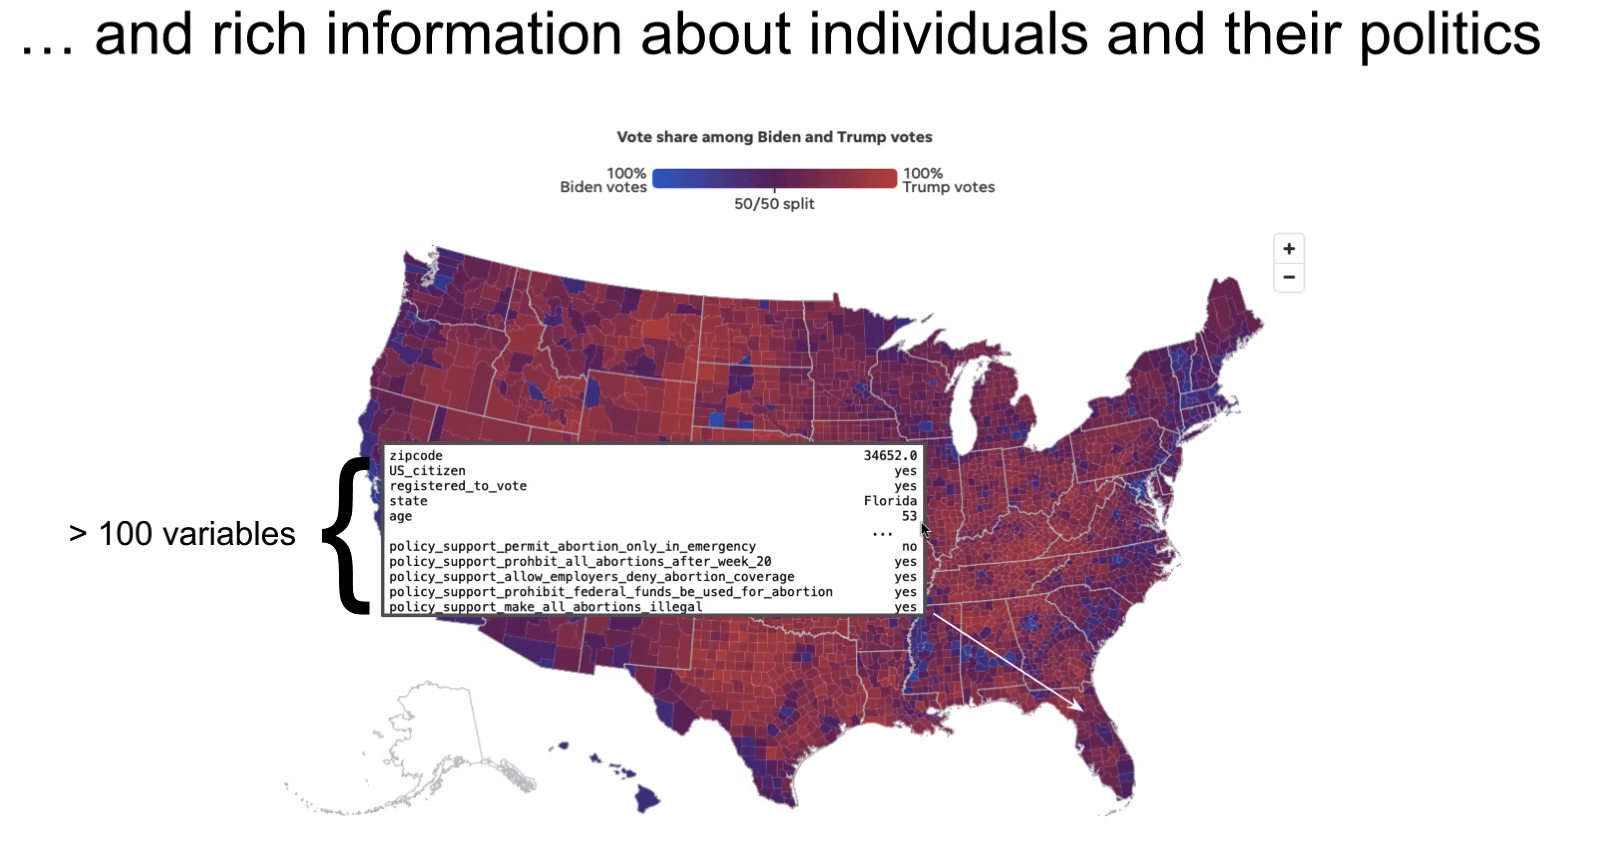 ... and rich information about individuals and their politics
Vote share among Biden and Trump votes
100%
Biden votes
100%
Trump votes
50/50 split
+
−
> 100 variables
zipcode 34652.0
US_citizen yes
registered_to_vote yes
state Florida
age 53
...
policy_support_permit_abortion_only_in_emergency no
policy_support_prohbit_all_abortions_after_week_20 yes
policy_support_allow_employers_deny_abortion_coverage yes
policy_support_prohibit_federal_funds_be_used_for_abortion yes
policy_support_make_all_abortions_illegal yes